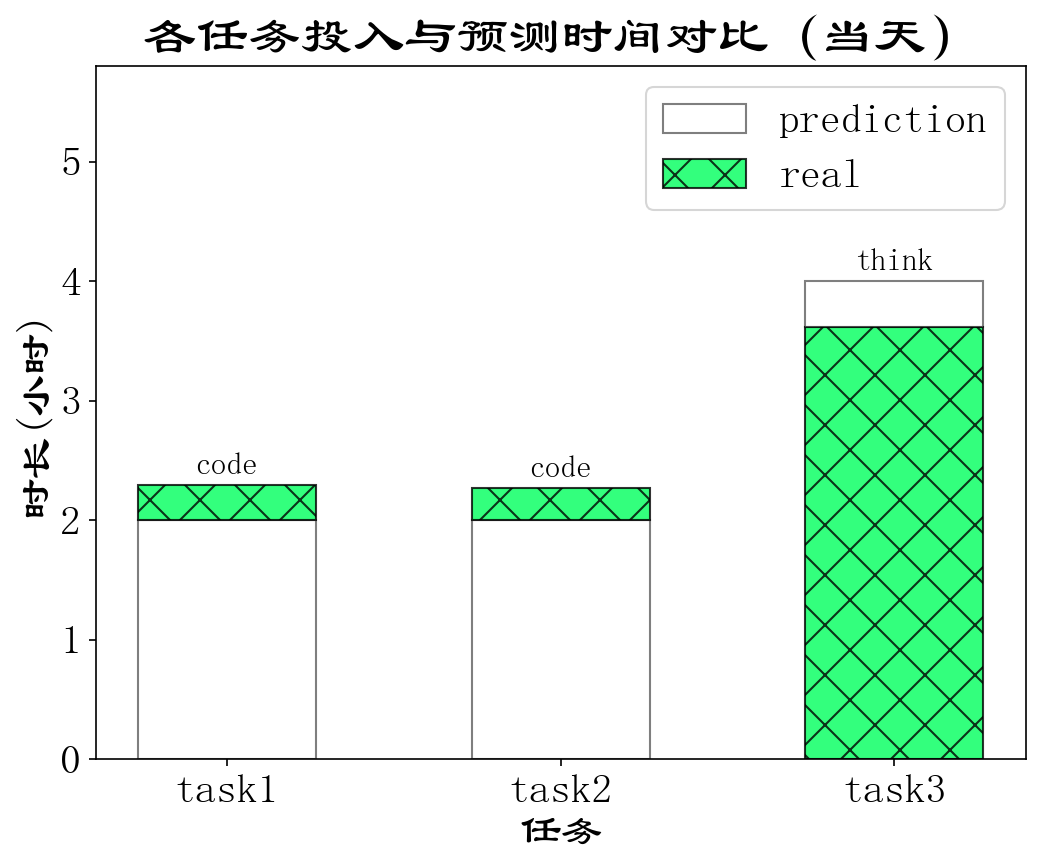 各任务投入与预测时间对比 (当天)
prediction
real
时长(小时)
5
4
3
2
1
0
code
code
think
task1 task2 task3
任务